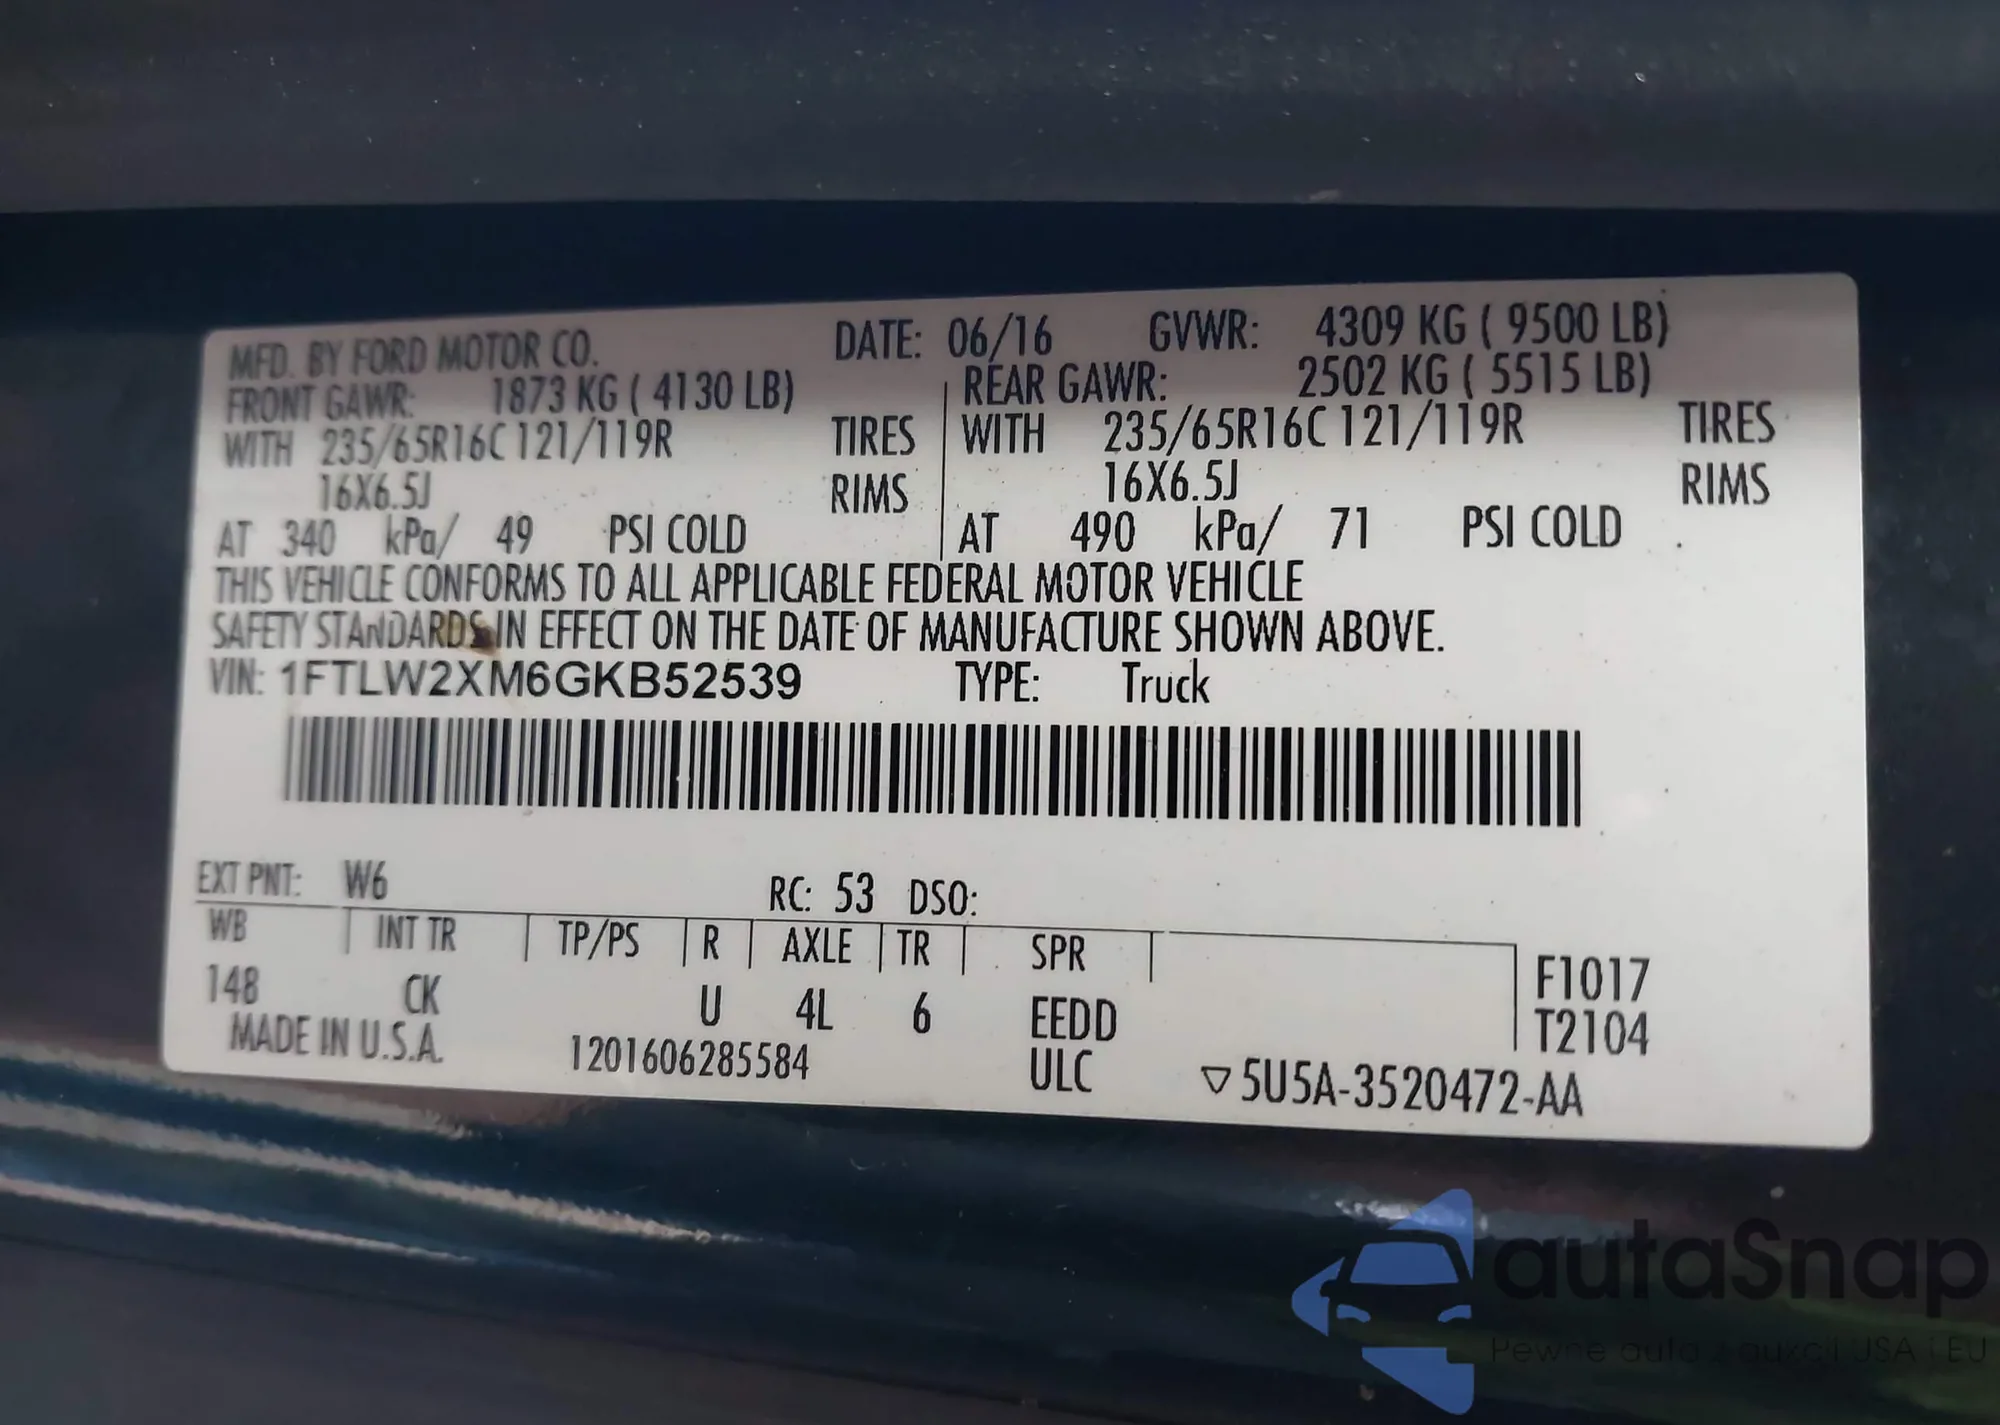 MFD. BY FORD MOTOR CO. DATE: 06/16 GVWR: 4309 KG ( 9500 LB)
FRONT GAWR: 1873 KG ( 4130 LB) REAR GAWR: 2502 KG ( 5515 LB)
WITH 235/65R16C 121/119R TIRES WITH 235/65R16C 121/119R TIRES
16X6.5J RIMS 16X6.5J RIMS
AT 340 kPa/ 49 PSI COLD AT 490 kPa/ 71 PSI COLD
THIS VEHICLE CONFORMS TO ALL APPLICABLE FEDERAL MOTOR VEHICLE
SAFETY STANDARDS IN EFFECT ON THE DATE OF MANUFACTURE SHOWN ABOVE.
VIN: 1FTLW2XM6GKB52539 TYPE: Truck
EXT PNT: W6 RC: 53 DSO:
WB INT TR TP/PS R AXLE TR SPR
148 CK U 4L 6 EEDD
F1017
T2104
MADE IN U.S.A. 1201606285584 ULC ▽5U5A-3520472-AA
autaSnap
Pewne auta z aukcji USA i EU